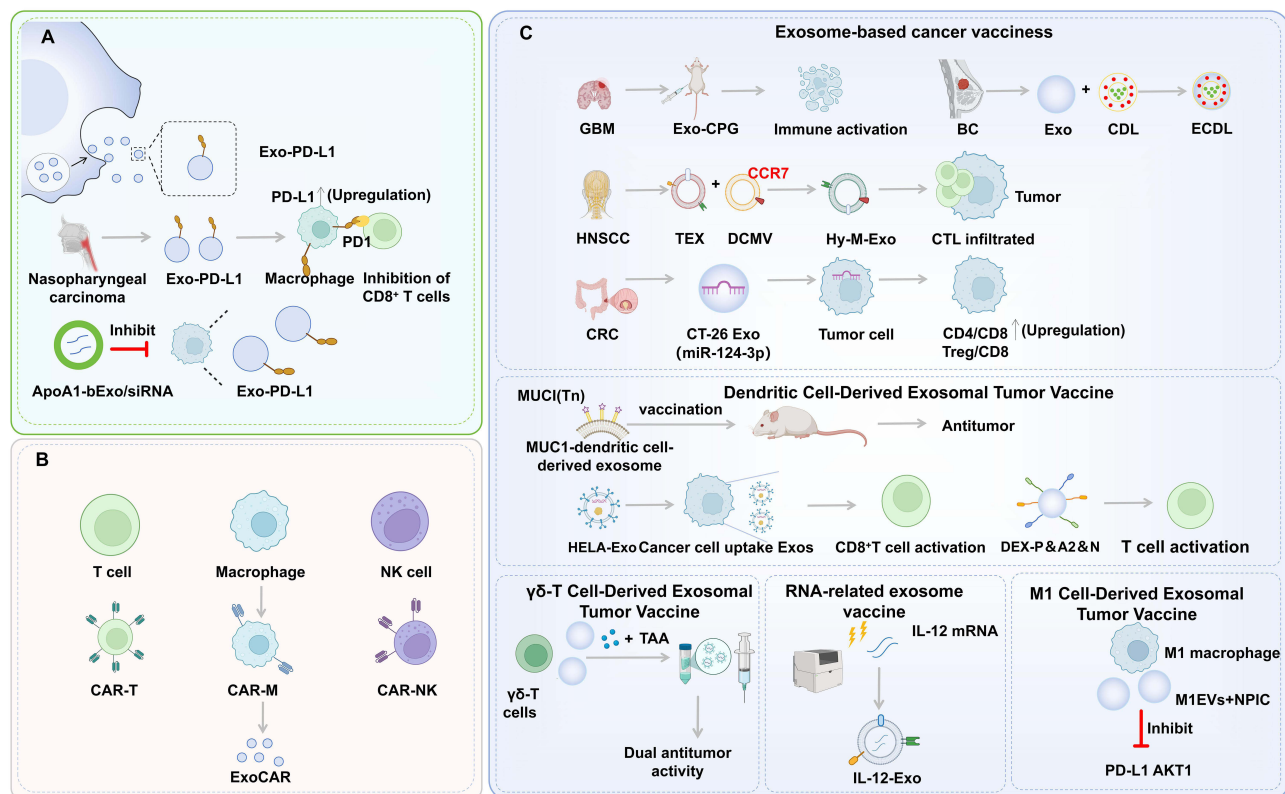 A
Exo-PD-L1
PD-L1 (Upregulation)
PD1
Nasopharyngeal
carcinoma
Exo-PD-L1
Macrophage
Inhibition of
CD8⁺ T cells
Inhibit
ApoA1-bExo/siRNA
Exo-PD-L1
B
T cell
Macrophage
NK cell
CAR-T
CAR-M
CAR-NK
ExoCAR
C
Exosome-based cancer vacciness
GBM
Exo-CPG
Immune activation
BC
Exo
+
CDL
ECDL
HNSCC
TEX
+
CCR7
DCMV
Hy-M-Exo
Tumor
CTL infiltrated
CRC
CT-26 Exo
(miR-124-3p)
Tumor cell
CD4/CD8
Treg/CD8
(Upregulation)
Dendritic Cell-Derived Exosomal Tumor Vaccine
MUCI(Tn)
vaccination
MUC1-dendritic cell-
derived exosome
Antitumor
HELA-Exo
Cancer cell uptake Exos
CD8⁺T cell activation
DEX-P&A2&N
T cell activation
γδ-T Cell-Derived Exosomal
Tumor Vaccine
+ TAA
γδ-T
cells
Dual antitumor
activity
RNA-related exosome
vaccine
IL-12 mRNA
IL-12-Exo
M1 Cell-Derived Exosomal
Tumor Vaccine
M1 macrophage
M1EVs+NPIC
Inhibit
PD-L1 AKT1